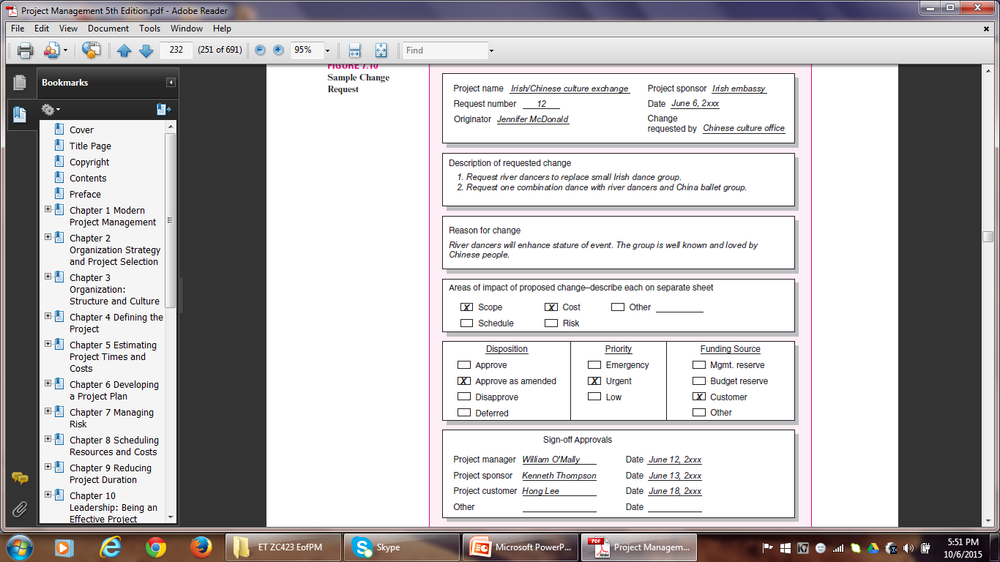 Project Management 5th Edition.pdf - Adobe Reader
File Edit View Document Tools Window Help
232 (251 of 691) 95% Find
Bookmarks
Cover
Title Page
Copyright
Contents
Preface
Chapter 1 Modern
Project Management
Chapter 2
Organization Strategy
and Project Selection
Chapter 3
Organization:
Structure and Culture
Chapter 4 Defining the
Project
Chapter 5 Estimating
Project Times and
Costs
Chapter 6 Developing
a Project Plan
Chapter 7 Managing
Risk
Chapter 8 Scheduling
Resources and Costs
Chapter 9 Reducing
Project Duration
Chapter 10
Leadership: Being an
Effective Project
FIGURE 7.10
Sample Change
Request
Project name Irish/Chinese culture exchange Project sponsor Irish embassy
Request number 12 Date June 6, 2xxx
Originator Jennifer McDonald Change
requested by Chinese culture office
Description of requested change
1. Request river dancers to replace small Irish dance group.
2. Request one combination dance with river dancers and China ballet group.
Reason for change
River dancers will enhance stature of event. The group is well known and loved by
Chinese people.
Areas of impact of proposed change–describe each on separate sheet
X Scope X Cost Other
Schedule Risk
Disposition Priority Funding Source
Approve Emergency Mgmt. reserve
X Approve as amended X Urgent Budget reserve
Disapprove Low X Customer
Deferred Other
Sign-off Approvals
Project manager William O'Mally Date June 12, 2xxx
Project sponsor Kenneth Thompson Date June 13, 2xxx
Project customer Hong Lee Date June 18, 2xxx
Other Date
ET ZC423 EofPM Skype Microsoft PowerP... Project Managem... 5:51 PM
10/6/2015